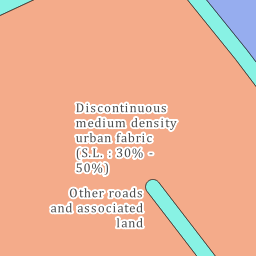 Discontinuous
medium density
urban fabric
(S.L. : 30% -
50%)
Other roads
and associated
land